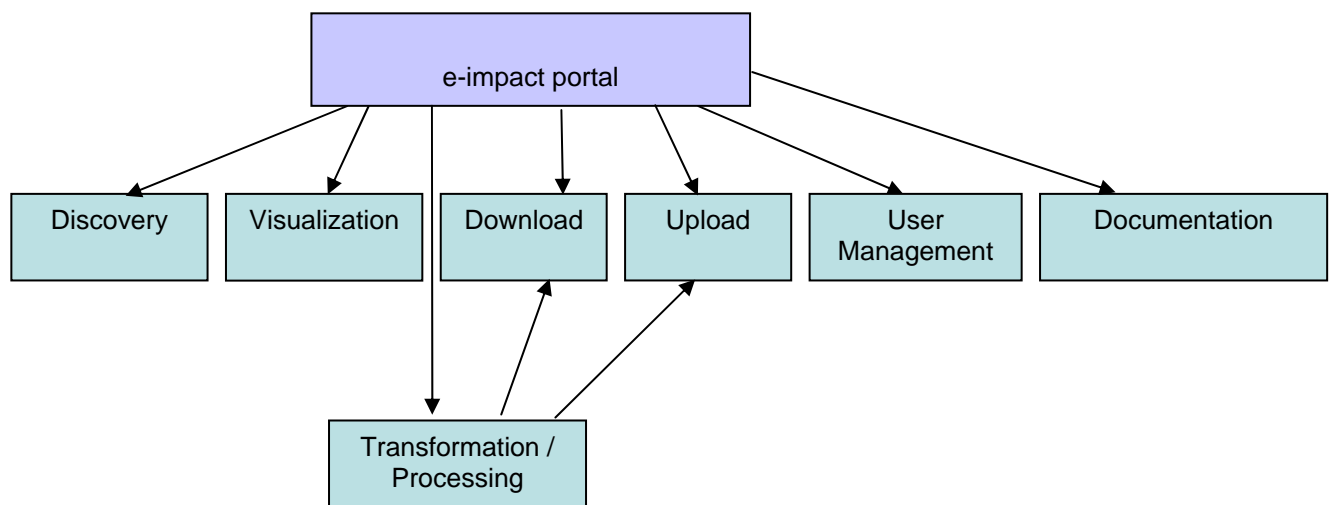 e-impact portal
Discovery
Visualization
Download
Upload
User
Management
Documentation
Transformation /
Processing